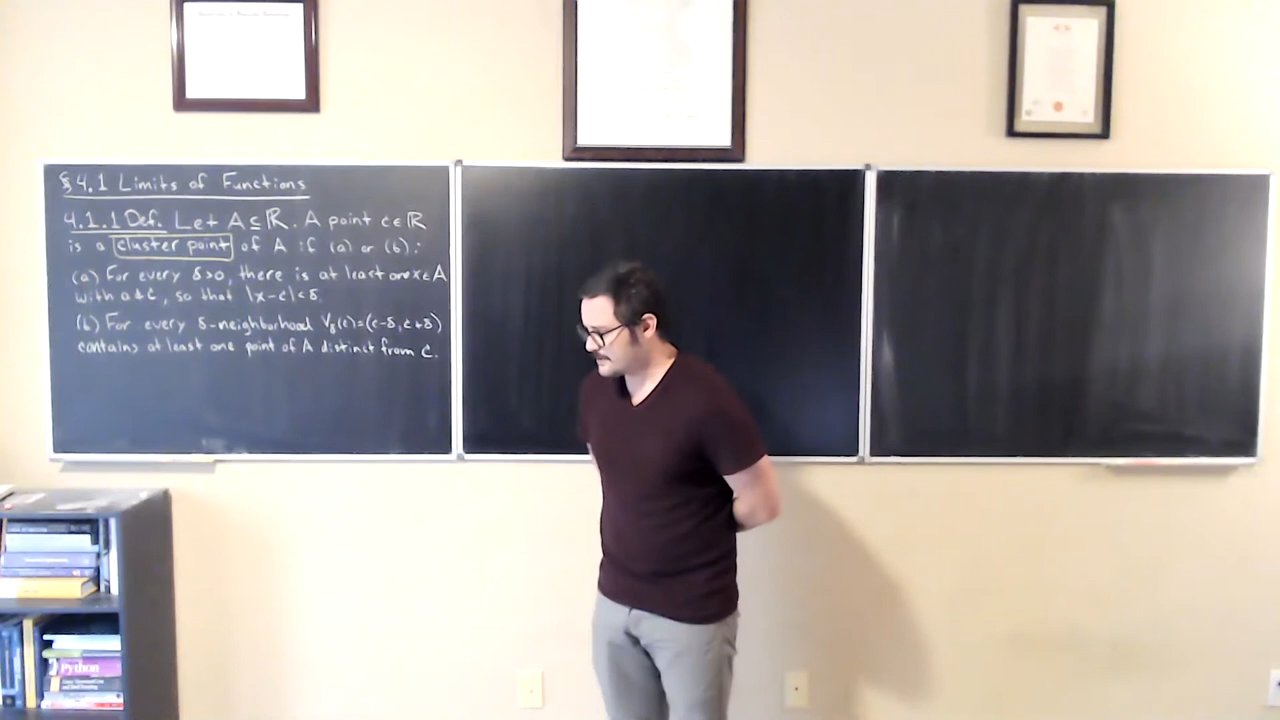 §4.1 Limits of Functions
4.1.1 Def. Let A⊆ℝ. A point c∈ℝ
is a cluster point of A if (a) or (b):
(a) For every δ>0, there is at least one x∈A
with a≠c, so that |x-c|<δ.
(b) For every δ-neighborhood V_δ(c)=(c-δ, c+δ)
contains at least one point of A distinct from c.
Python